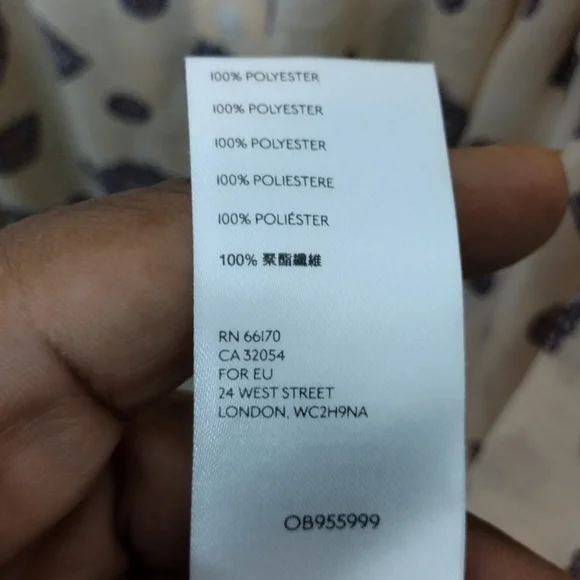 100% POLYESTER
100% POLYESTER
100% POLYESTER
100% POLIESTERE
100% POLIÉSTER
100% 聚酯纖維
RN 66170
CA 32054
FOR EU
24 WEST STREET
LONDON, WC2H9NA
OB955999